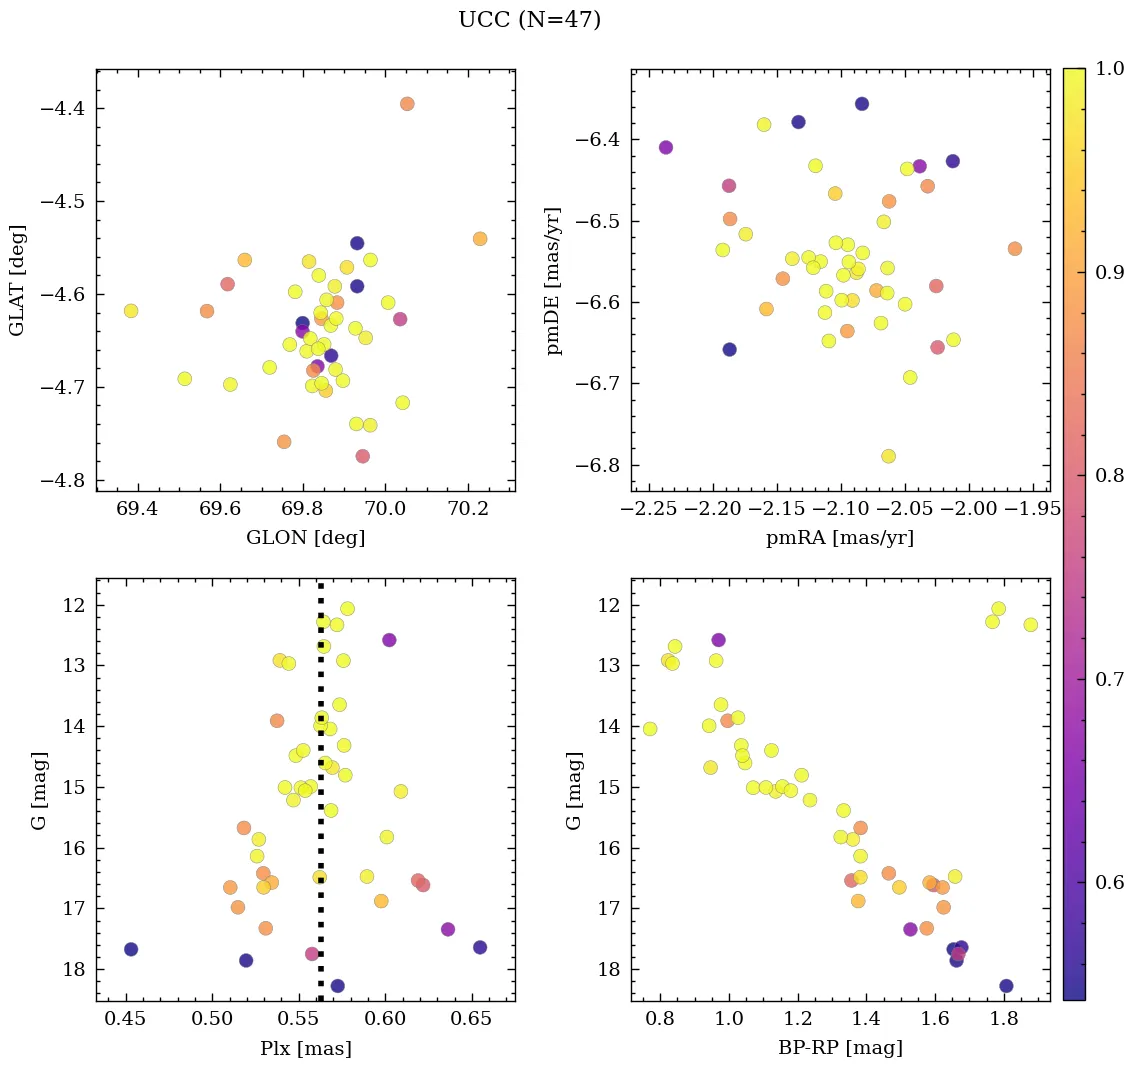 UCC (N=47)
−4.4
−4.5
−4.6
−4.7
−4.8
GLAT [deg]
69.4 69.6 69.8 70.0 70.2
GLON [deg]
−6.4
−6.5
−6.6
−6.7
−6.8
pmDE [mas/yr]
−2.25 −2.20 −2.15 −2.10 −2.05 −2.00 −1.95
pmRA [mas/yr]
1.0
0.9
0.8
0.7
0.6
12
13
14
15
16
17
18
G [mag]
0.45 0.50 0.55 0.60 0.65
Plx [mas]
12
13
14
15
16
17
18
G [mag]
0.8 1.0 1.2 1.4 1.6 1.8
BP-RP [mag]